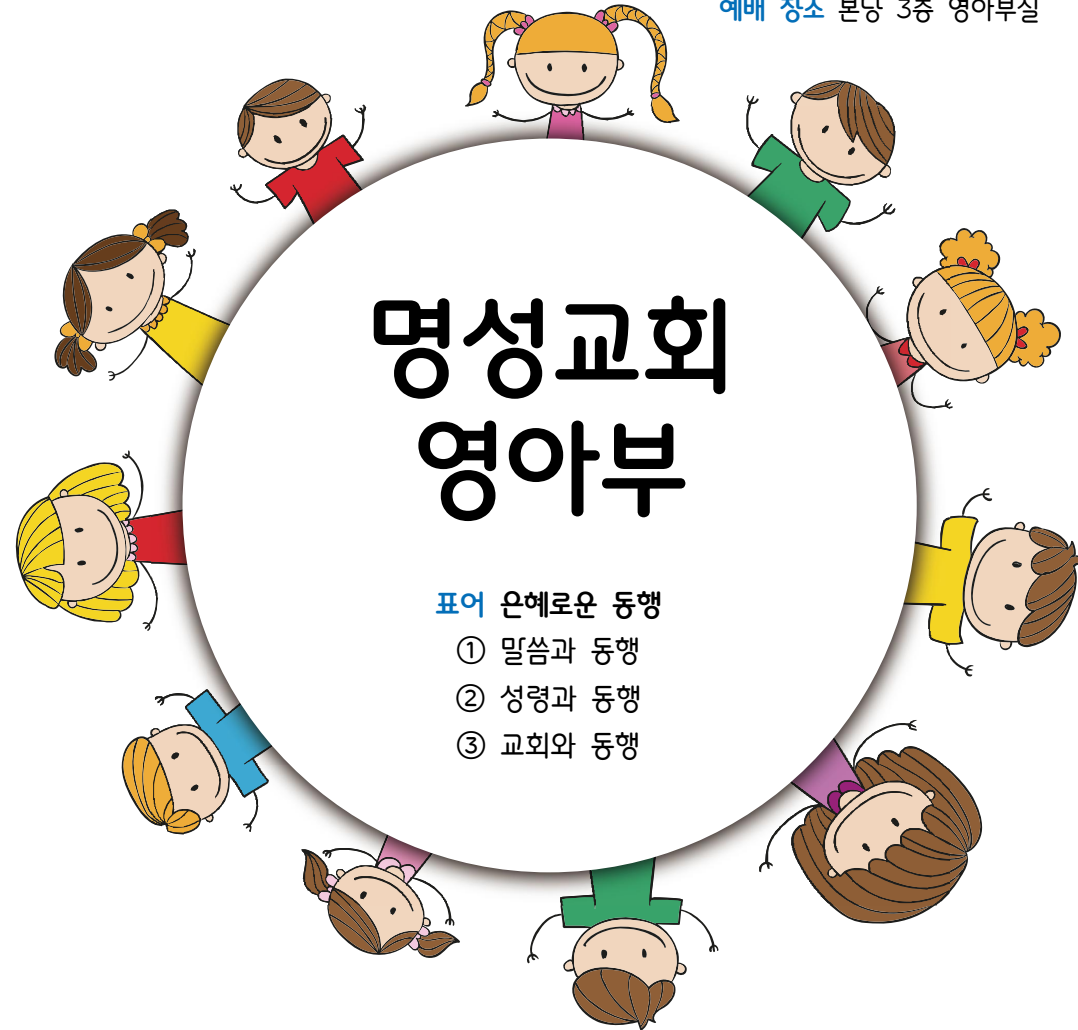 예배 장소 본당 3층 영아부실
명성교회
영아부
표어 은혜로운 동행
① 말씀과 동행
② 성령과 동행
③ 교회와 동행